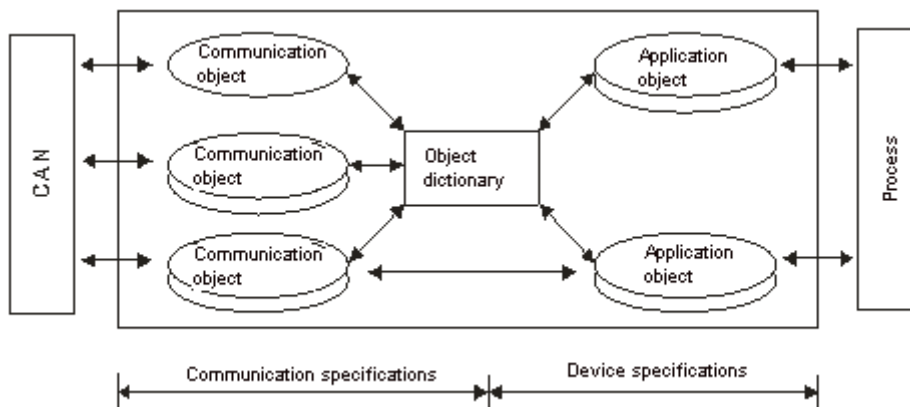 CAN
Communication
object
Communication
object
Communication
object
Object
dictionary
Application
object
Application
object
Process
Communication specifications
Device specifications